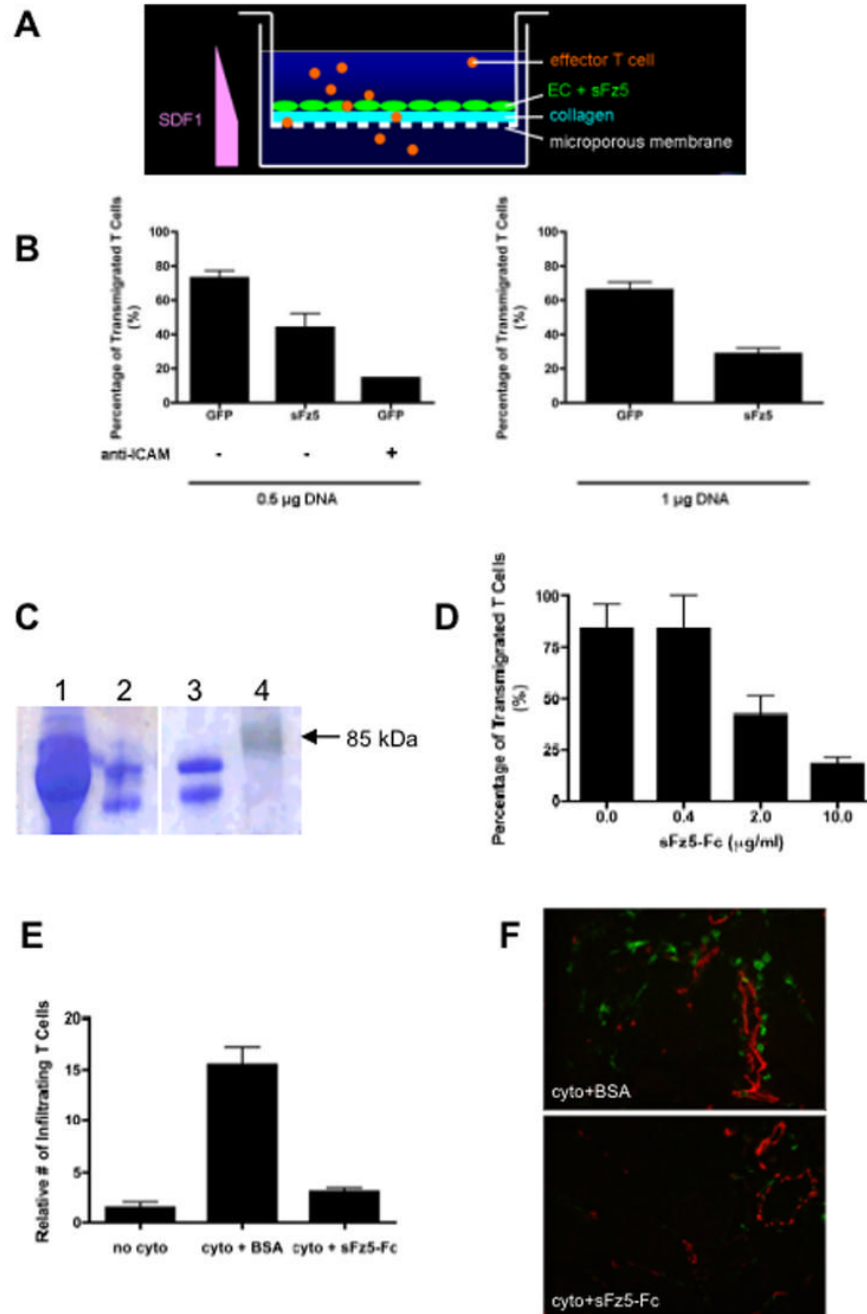 A
SDF1
effector T cell
EC + sFz5
collagen
microporous membrane
B
Percentage of Transmigrated T Cells
(%)
100
80
60
40
20
0
GFP
sFz5
GFP
anti-ICAM
-
-
+
0.5 µg DNA
Percentage of Transmigrated T Cells
(%)
100
80
60
40
20
0
GFP
sFz5
1 µg DNA
C
1
2
3
4
85 kDa
D
Percentage of Transmigrated T Cells
(%)
100
75
50
25
0
0.0
0.4
2.0
10.0
sFz5-Fc (µg/ml)
E
Relative # of Infiltrating T Cells
20
15
10
5
0
no cyto
cyto + BSA
cyto + sFz5-Fc
F
cyto+BSA
cyto+sFz5-Fc